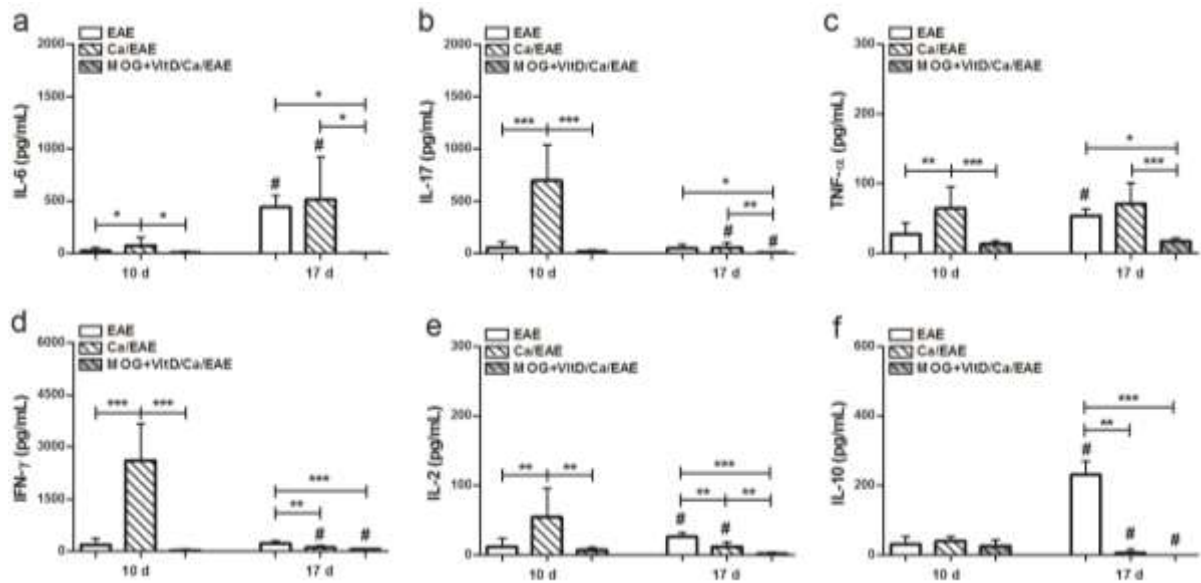 a
EAE
Ca/EAE
MOG+VitD/Ca/EAE
IL-6 (pg/mL)
2000
1500
1000
500
0
*
*
#
#
*
*
10 d
17 d
b
EAE
Ca/EAE
MOG+VitD/Ca/EAE
IL-17 (pg/mL)
2000
1500
1000
500
0
***
***
*
**
#
#
10 d
17 d
c
EAE
Ca/EAE
MOG+VitD/Ca/EAE
TNF-α (pg/mL)
300
200
100
0
**
***
*
***
#
10 d
17 d
d
EAE
Ca/EAE
MOG+VitD/Ca/EAE
IFN-γ (pg/mL)
6000
4500
3000
1500
0
***
***
***
**
#
#
10 d
17 d
e
EAE
Ca/EAE
MOG+VitD/Ca/EAE
IL-2 (pg/mL)
300
200
100
0
**
**
***
**
**
#
#
10 d
17 d
f
EAE
Ca/EAE
MOG+VitD/Ca/EAE
IL-10 (pg/mL)
600
400
200
0
***
**
#
#
#
10 d
17 d